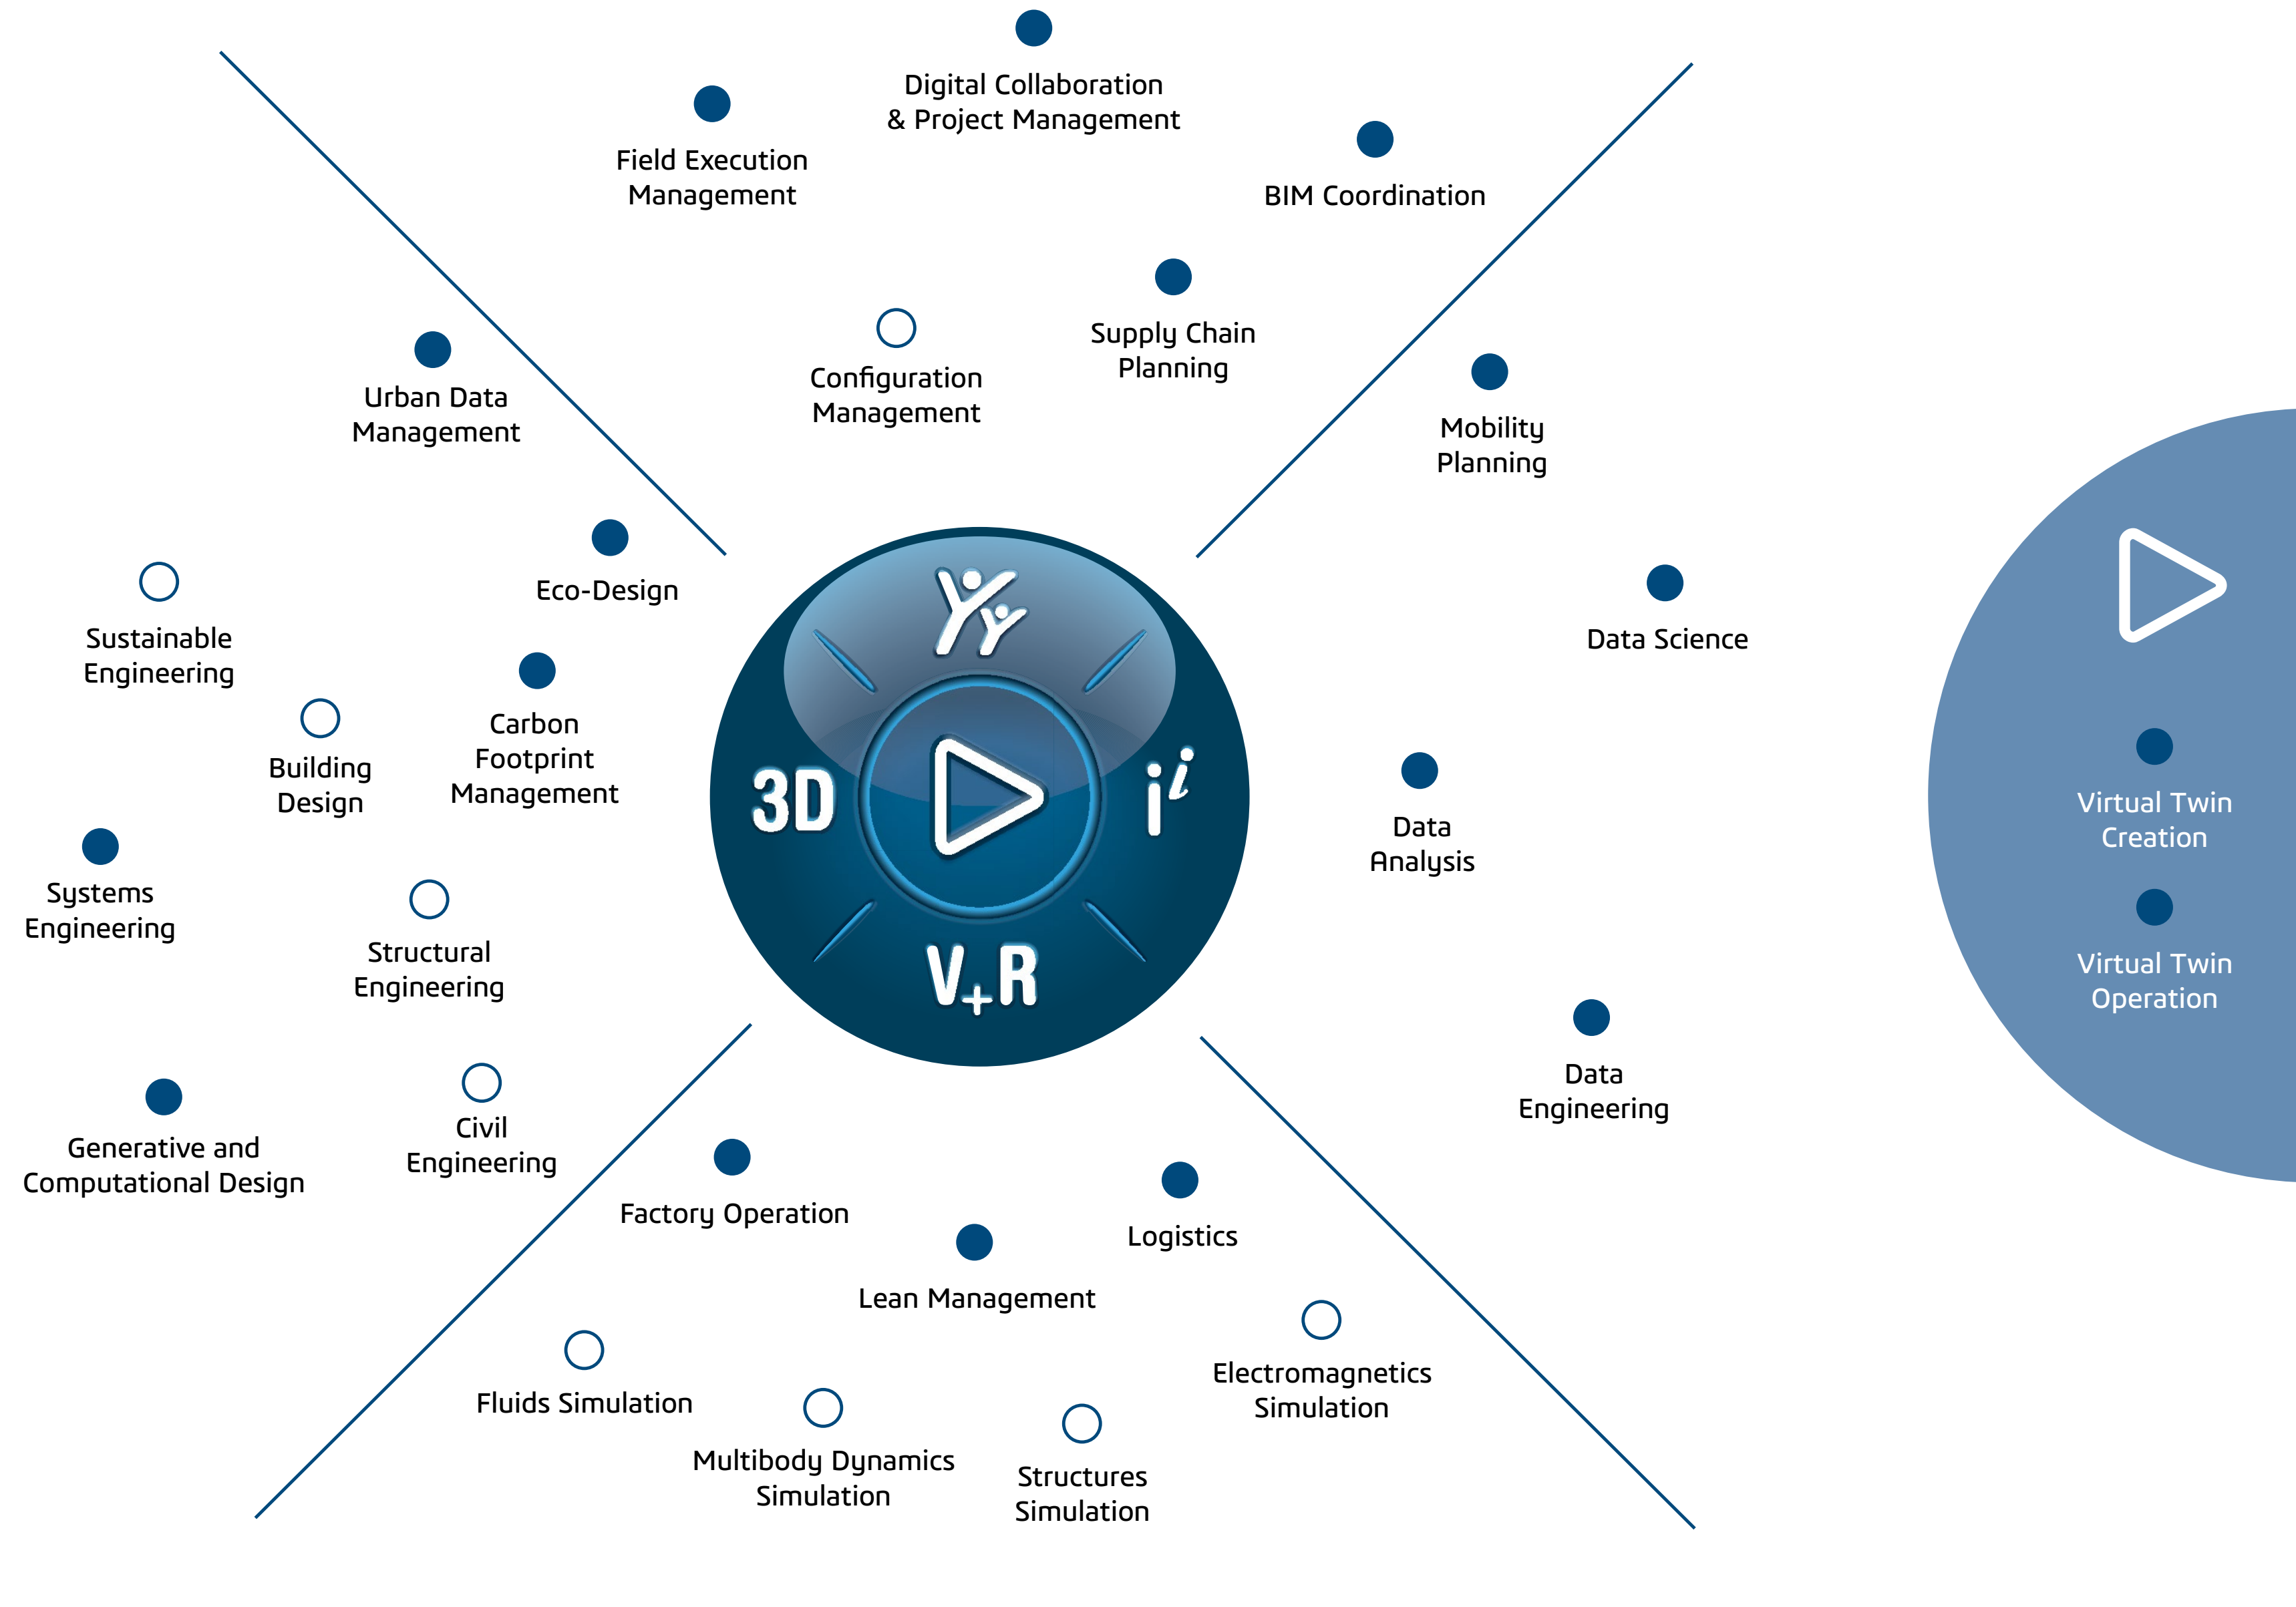 Digital Collaboration
& Project Management
Field Execution
Management
BIM Coordination
Supply Chain
Planning
Configuration
Management
Urban Data
Management
Mobility
Planning
Eco-Design
Sustainable
Engineering
Data Science
Carbon
Footprint
Management
Building
Design
3D
i i
V+R
Data
Analysis
Virtual Twin
Creation
Systems
Engineering
Structural
Engineering
Virtual Twin
Operation
Data
Engineering
Civil
Engineering
Generative and
Computational Design
Factory Operation
Logistics
Lean Management
Electromagnetics
Simulation
Fluids Simulation
Multibody Dynamics
Simulation
Structures
Simulation